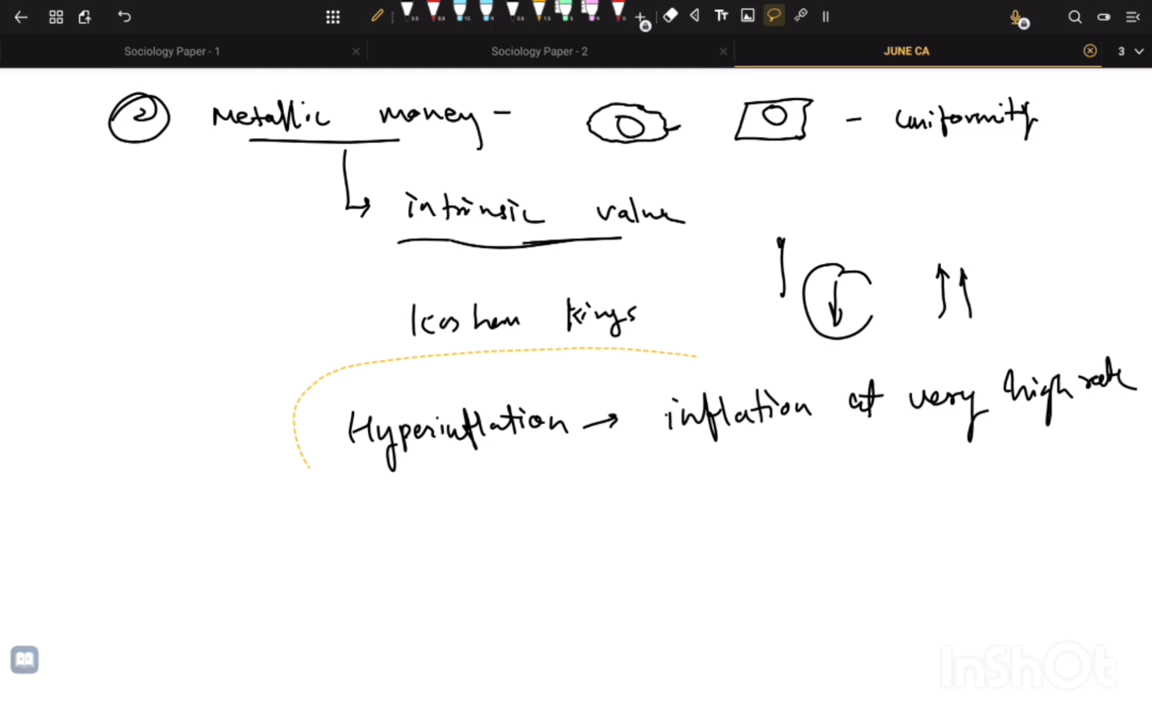 Tr
Sociology Paper - 1
Sociology Paper - 2
JUNE CA
3
2 Metallic money - - uniformity
intrinsic value
Kushan Kings
Hyperinflation → inflation at very high rate
InShOt